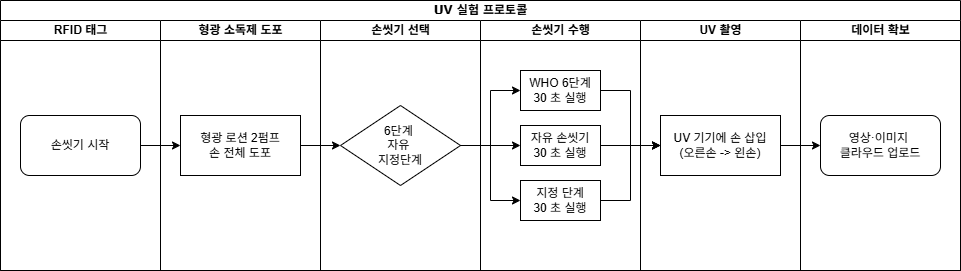 UV 실험 프로토콜
RFID 태그
형광 소독제 도포
손씻기 선택
손씻기 수행
UV 촬영
데이터 확보
손씻기 시작
형광 로션 2펌프
손 전체 도포
6단계
자유
지정단계
WHO 6단계
30 초 실행
자유 손씻기
30 초 실행
지정 단계
30 초 실행
UV 기기에 손 삽입
(오른손 -> 왼손)
영상·이미지
클라우드 업로드